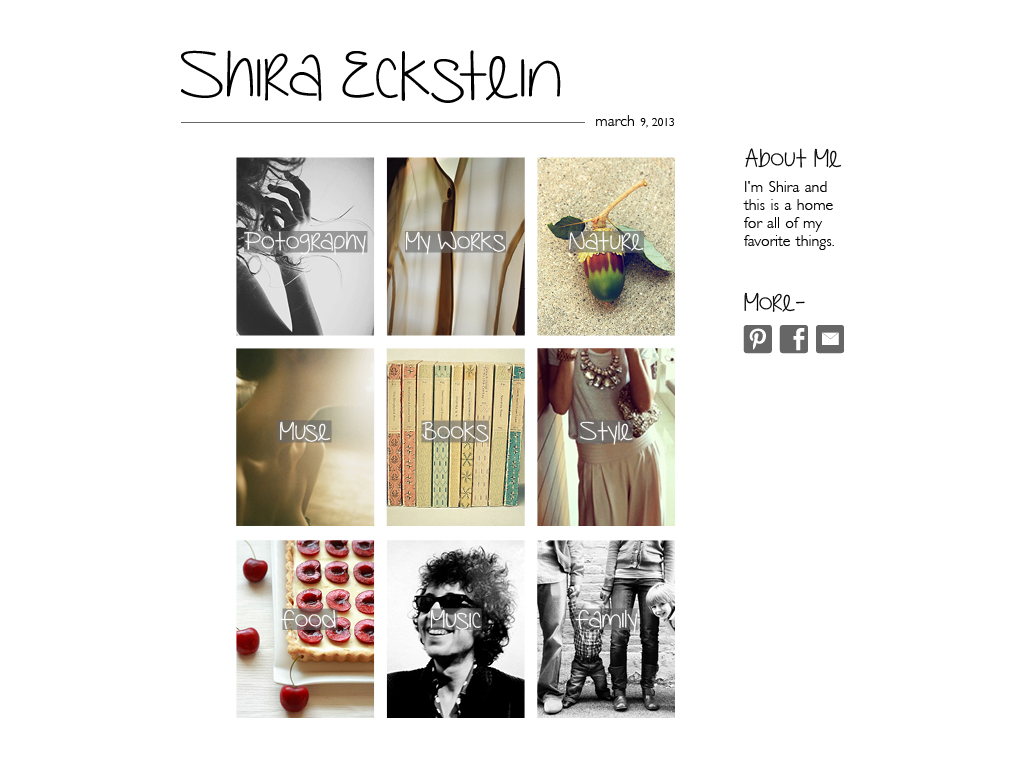 Shira Eckstein
march 9, 2013
Potography
My Works
Nature
Muse
Books
Style
food
Music
family
About Me
I'm Shira and
this is a home
for all of my
favorite things.
More-